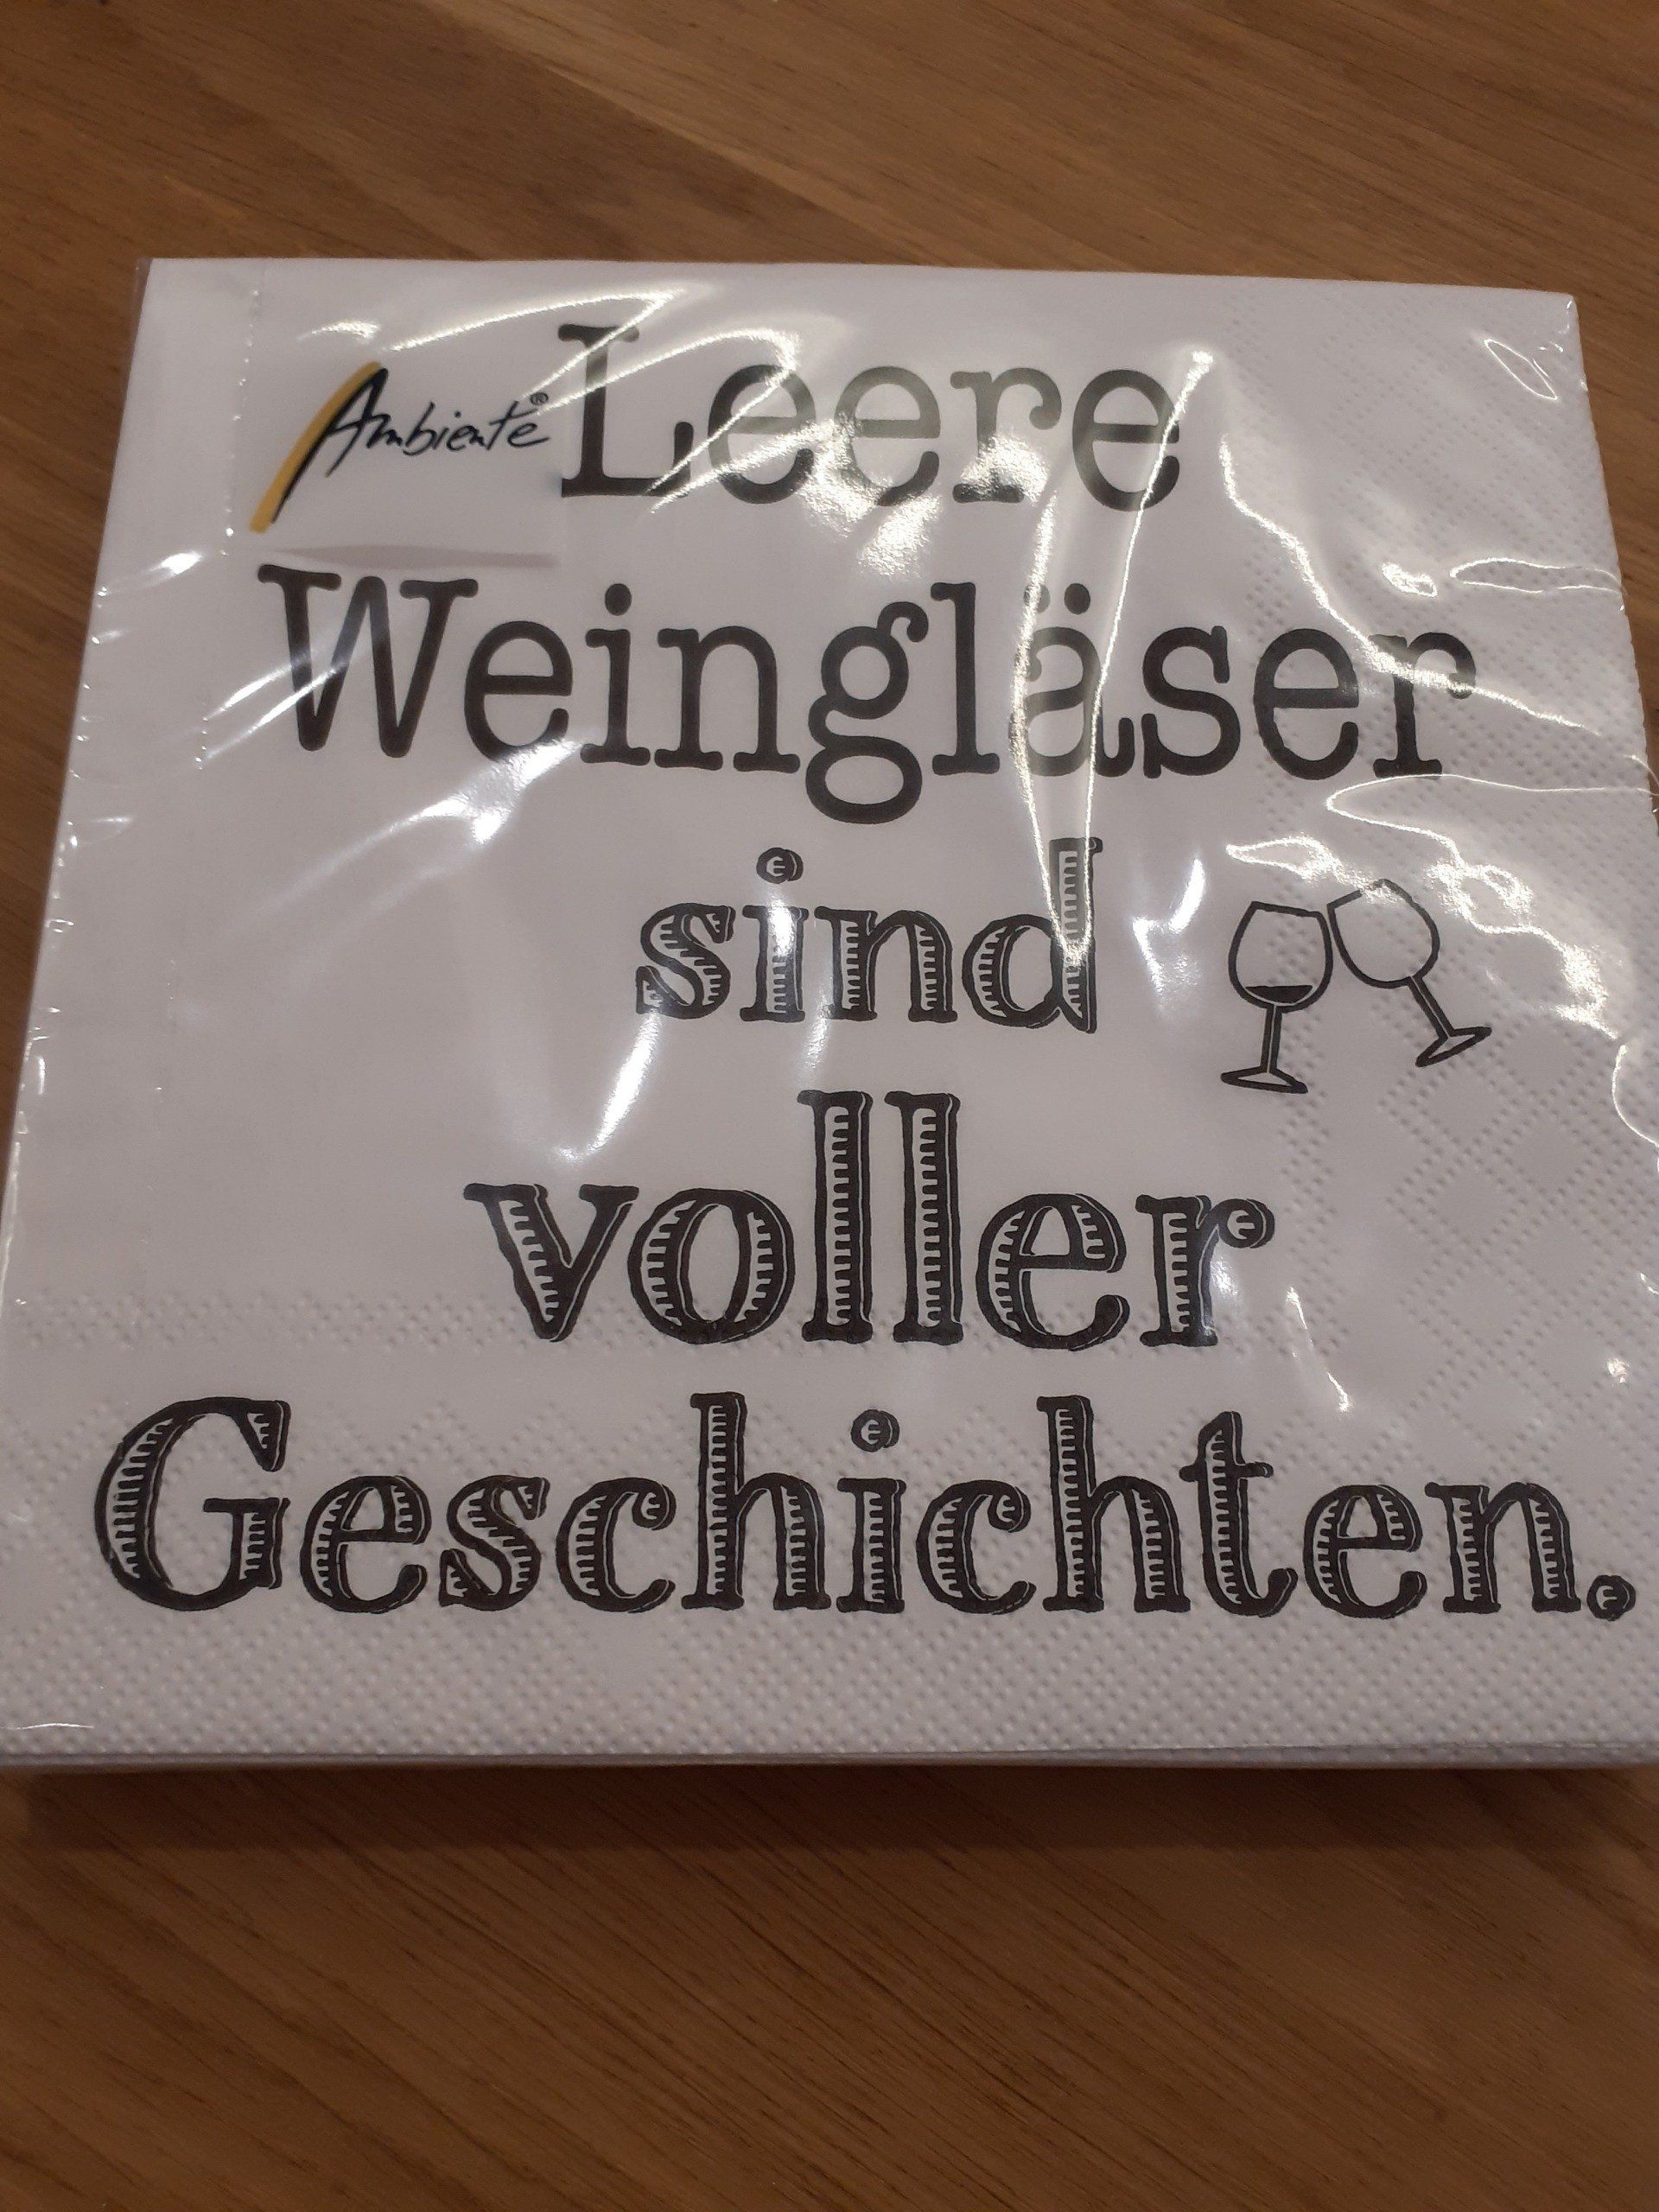 Ambiente®
Leere
Weingläser
sind
voller
Geschichten.